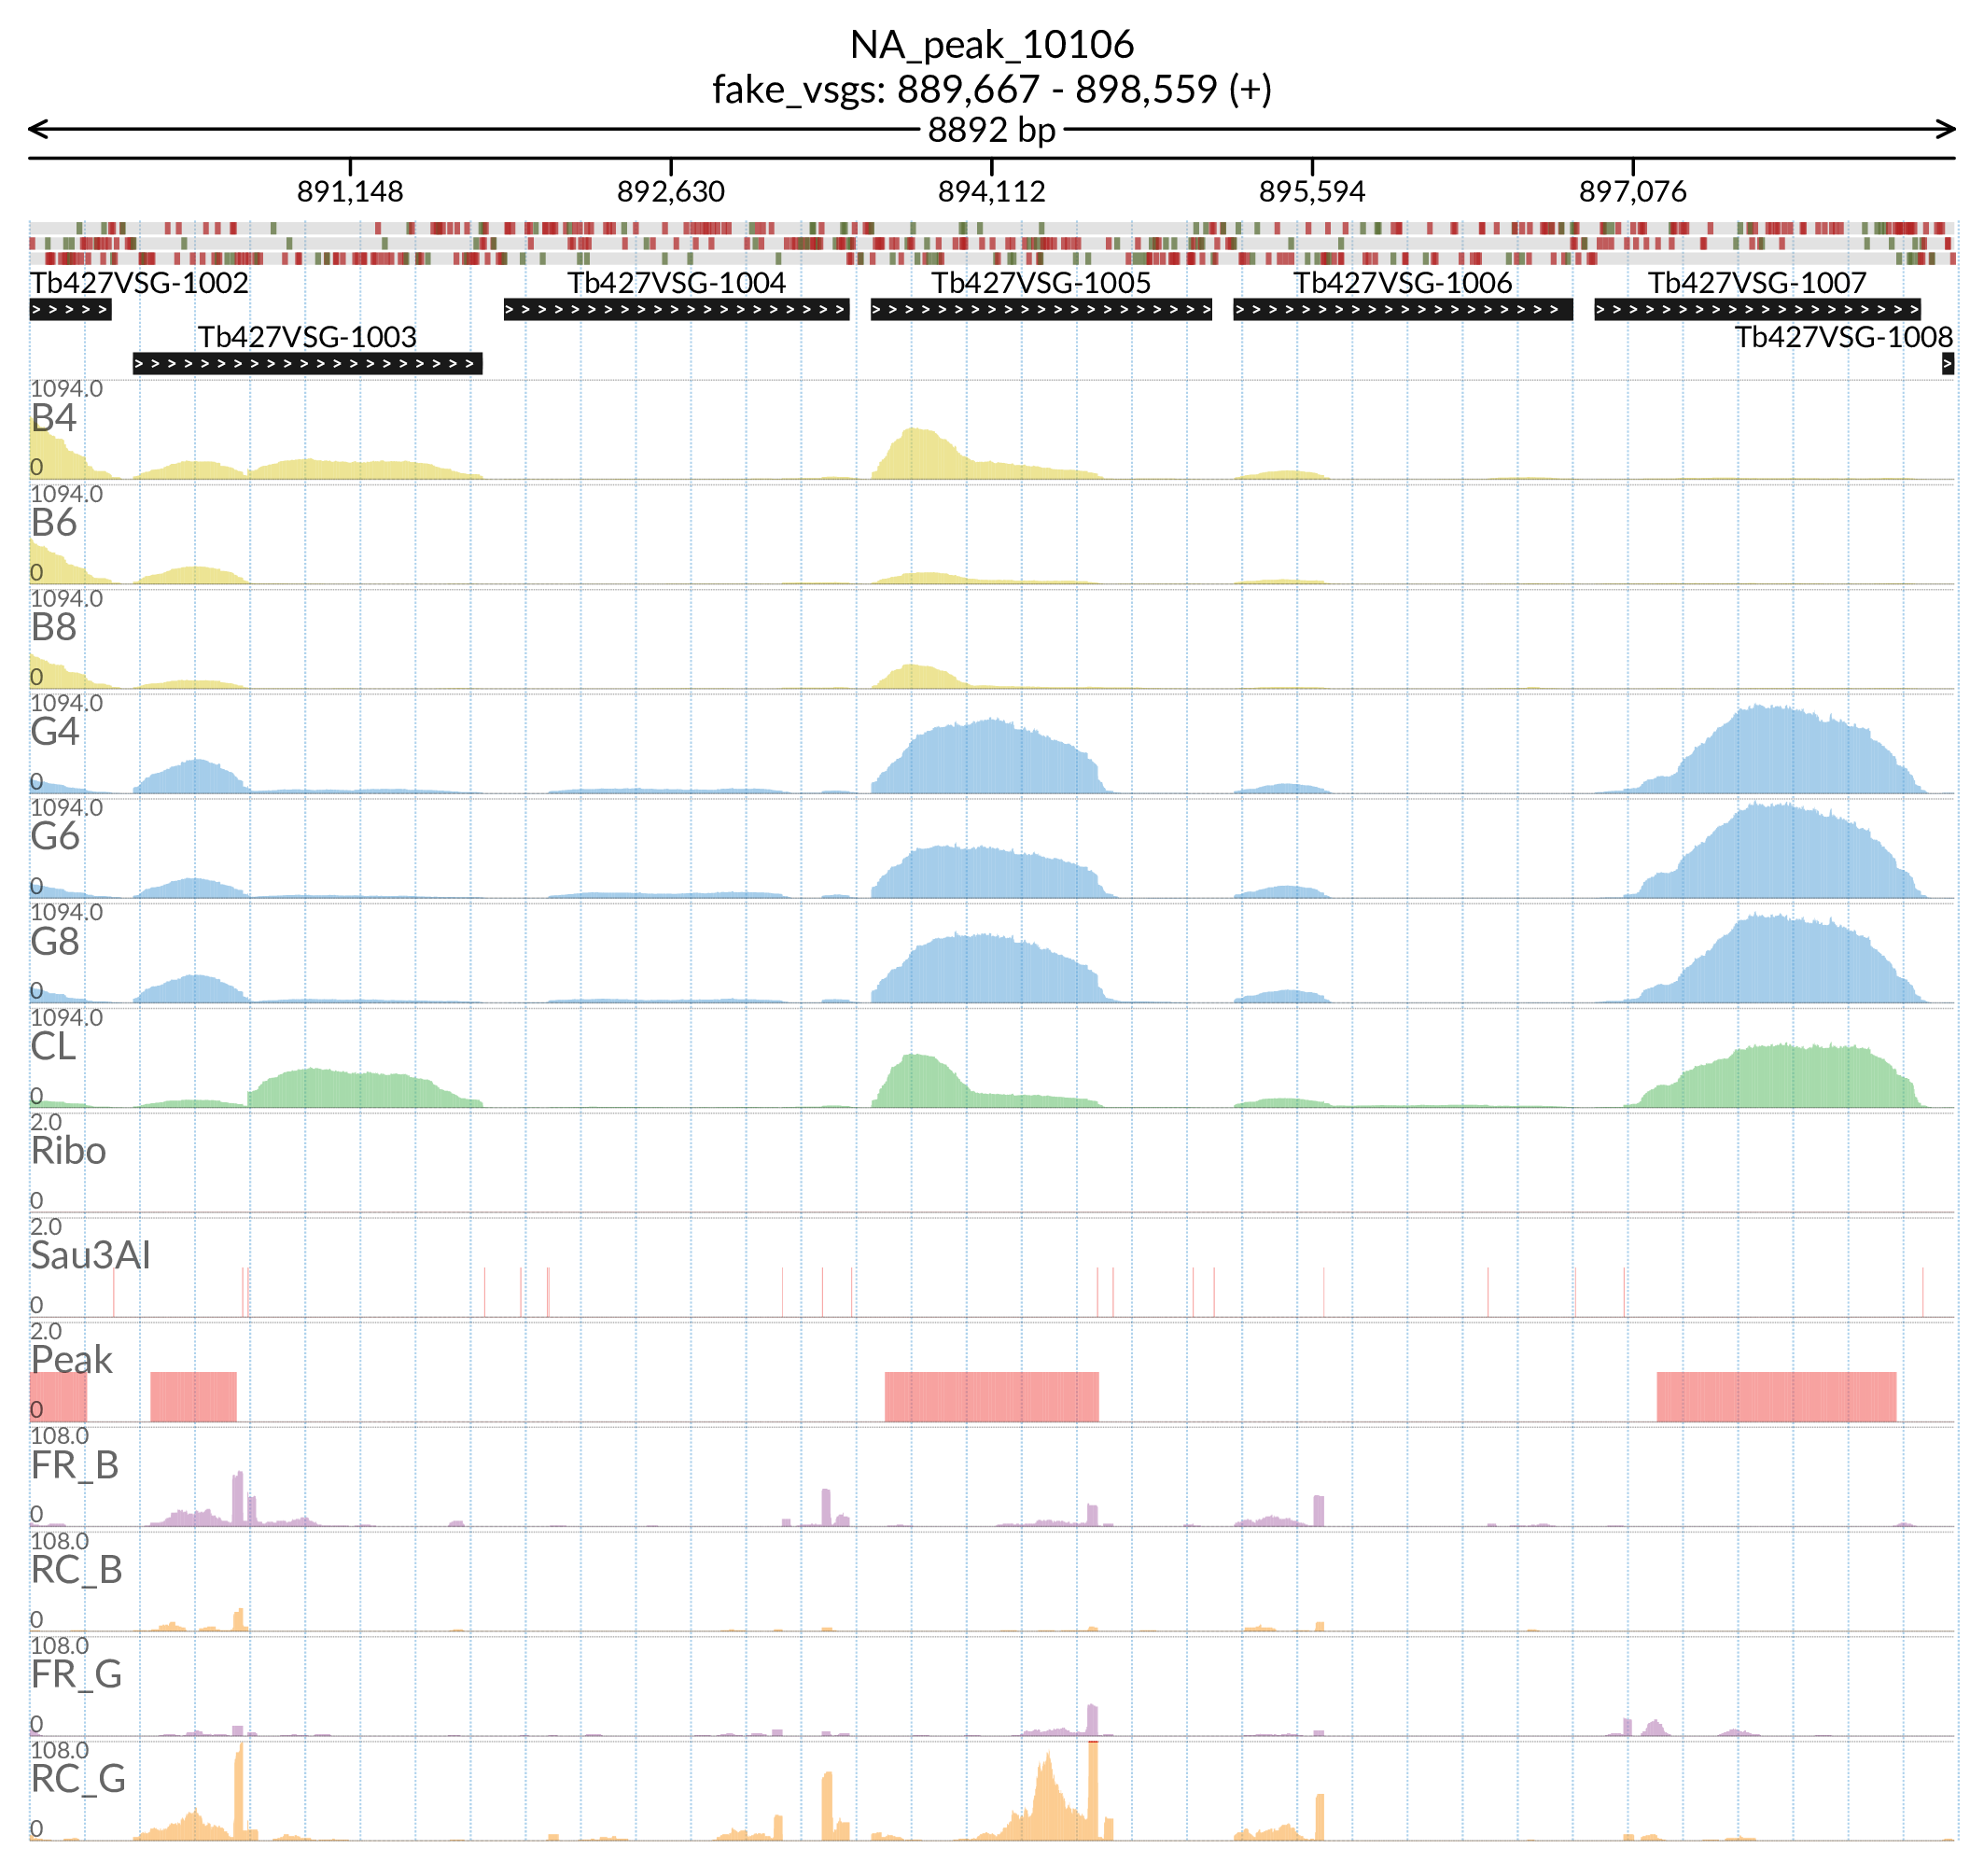 NA_peak_10106
fake_vsgs: 889,667 - 898,559 (+)
8892 bp
891,148 892,630 894,112 895,594 897,076
Tb427VSG-1002 Tb427VSG-1004 Tb427VSG-1005 Tb427VSG-1006 Tb427VSG-1007
Tb427VSG-1003 Tb427VSG-1008
1094.0
B4
0
1094.0
B6
0
1094.0
B8
0
1094.0
G4
0
1094.0
G6
0
1094.0
G8
0
1094.0
CL
0
2.0
Ribo
0
2.0
Sau3AI
0
2.0
Peak
0
108.0
FR_B
0
108.0
RC_B
0
108.0
FR_G
0
108.0
RC_G
0